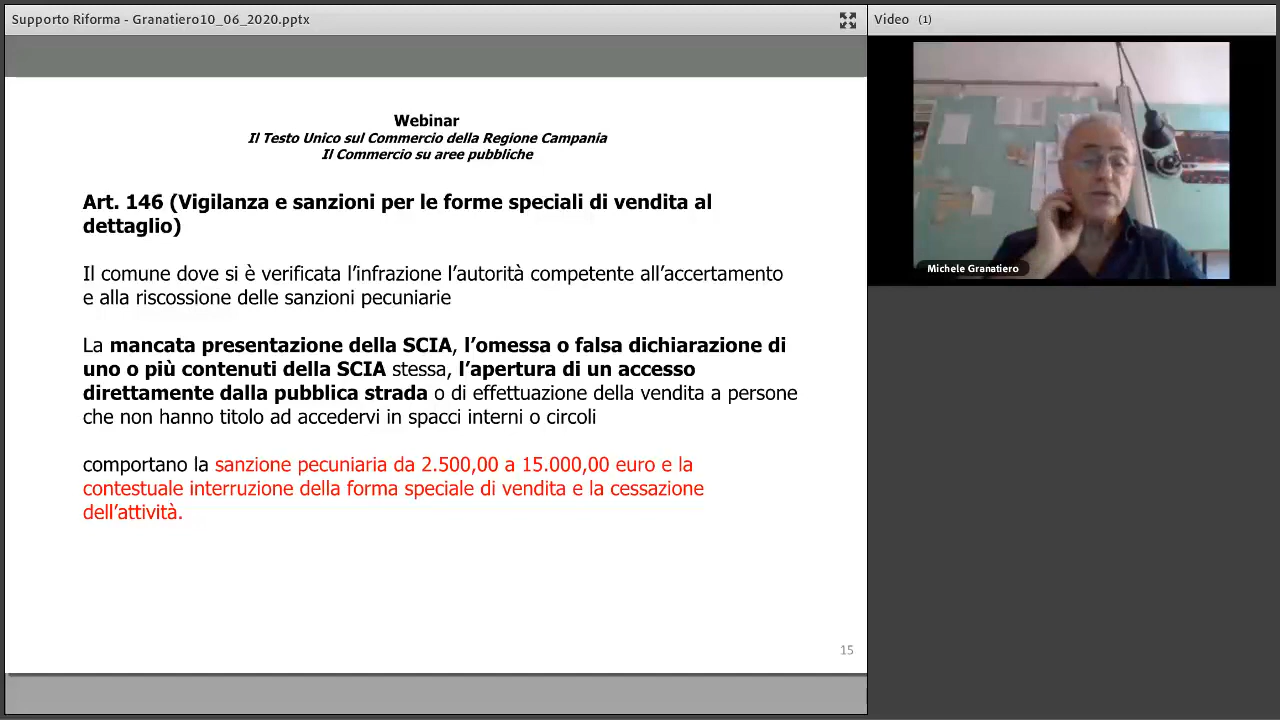 Supporto Riforma - Granatiero10_06_2020.pptx
Video (1)
Webinar
Il Testo Unico sul Commercio della Regione Campania
Il Commercio su aree pubbliche
Art. 146 (Vigilanza e sanzioni per le forme speciali di vendita al
dettaglio)
Il comune dove si è verificata l’infrazione l’autorità competente all’accertamento
e alla riscossione delle sanzioni pecuniarie
La mancata presentazione della SCIA, l’omessa o falsa dichiarazione di
uno o più contenuti della SCIA stessa, l’apertura di un accesso
direttamente dalla pubblica strada o di effettuazione della vendita a persone
che non hanno titolo ad accedervi in spacci interni o circoli
comportano la sanzione pecuniaria da 2.500,00 a 15.000,00 euro e la
contestuale interruzione della forma speciale di vendita e la cessazione
dell’attività.
15
Michele Granatiero